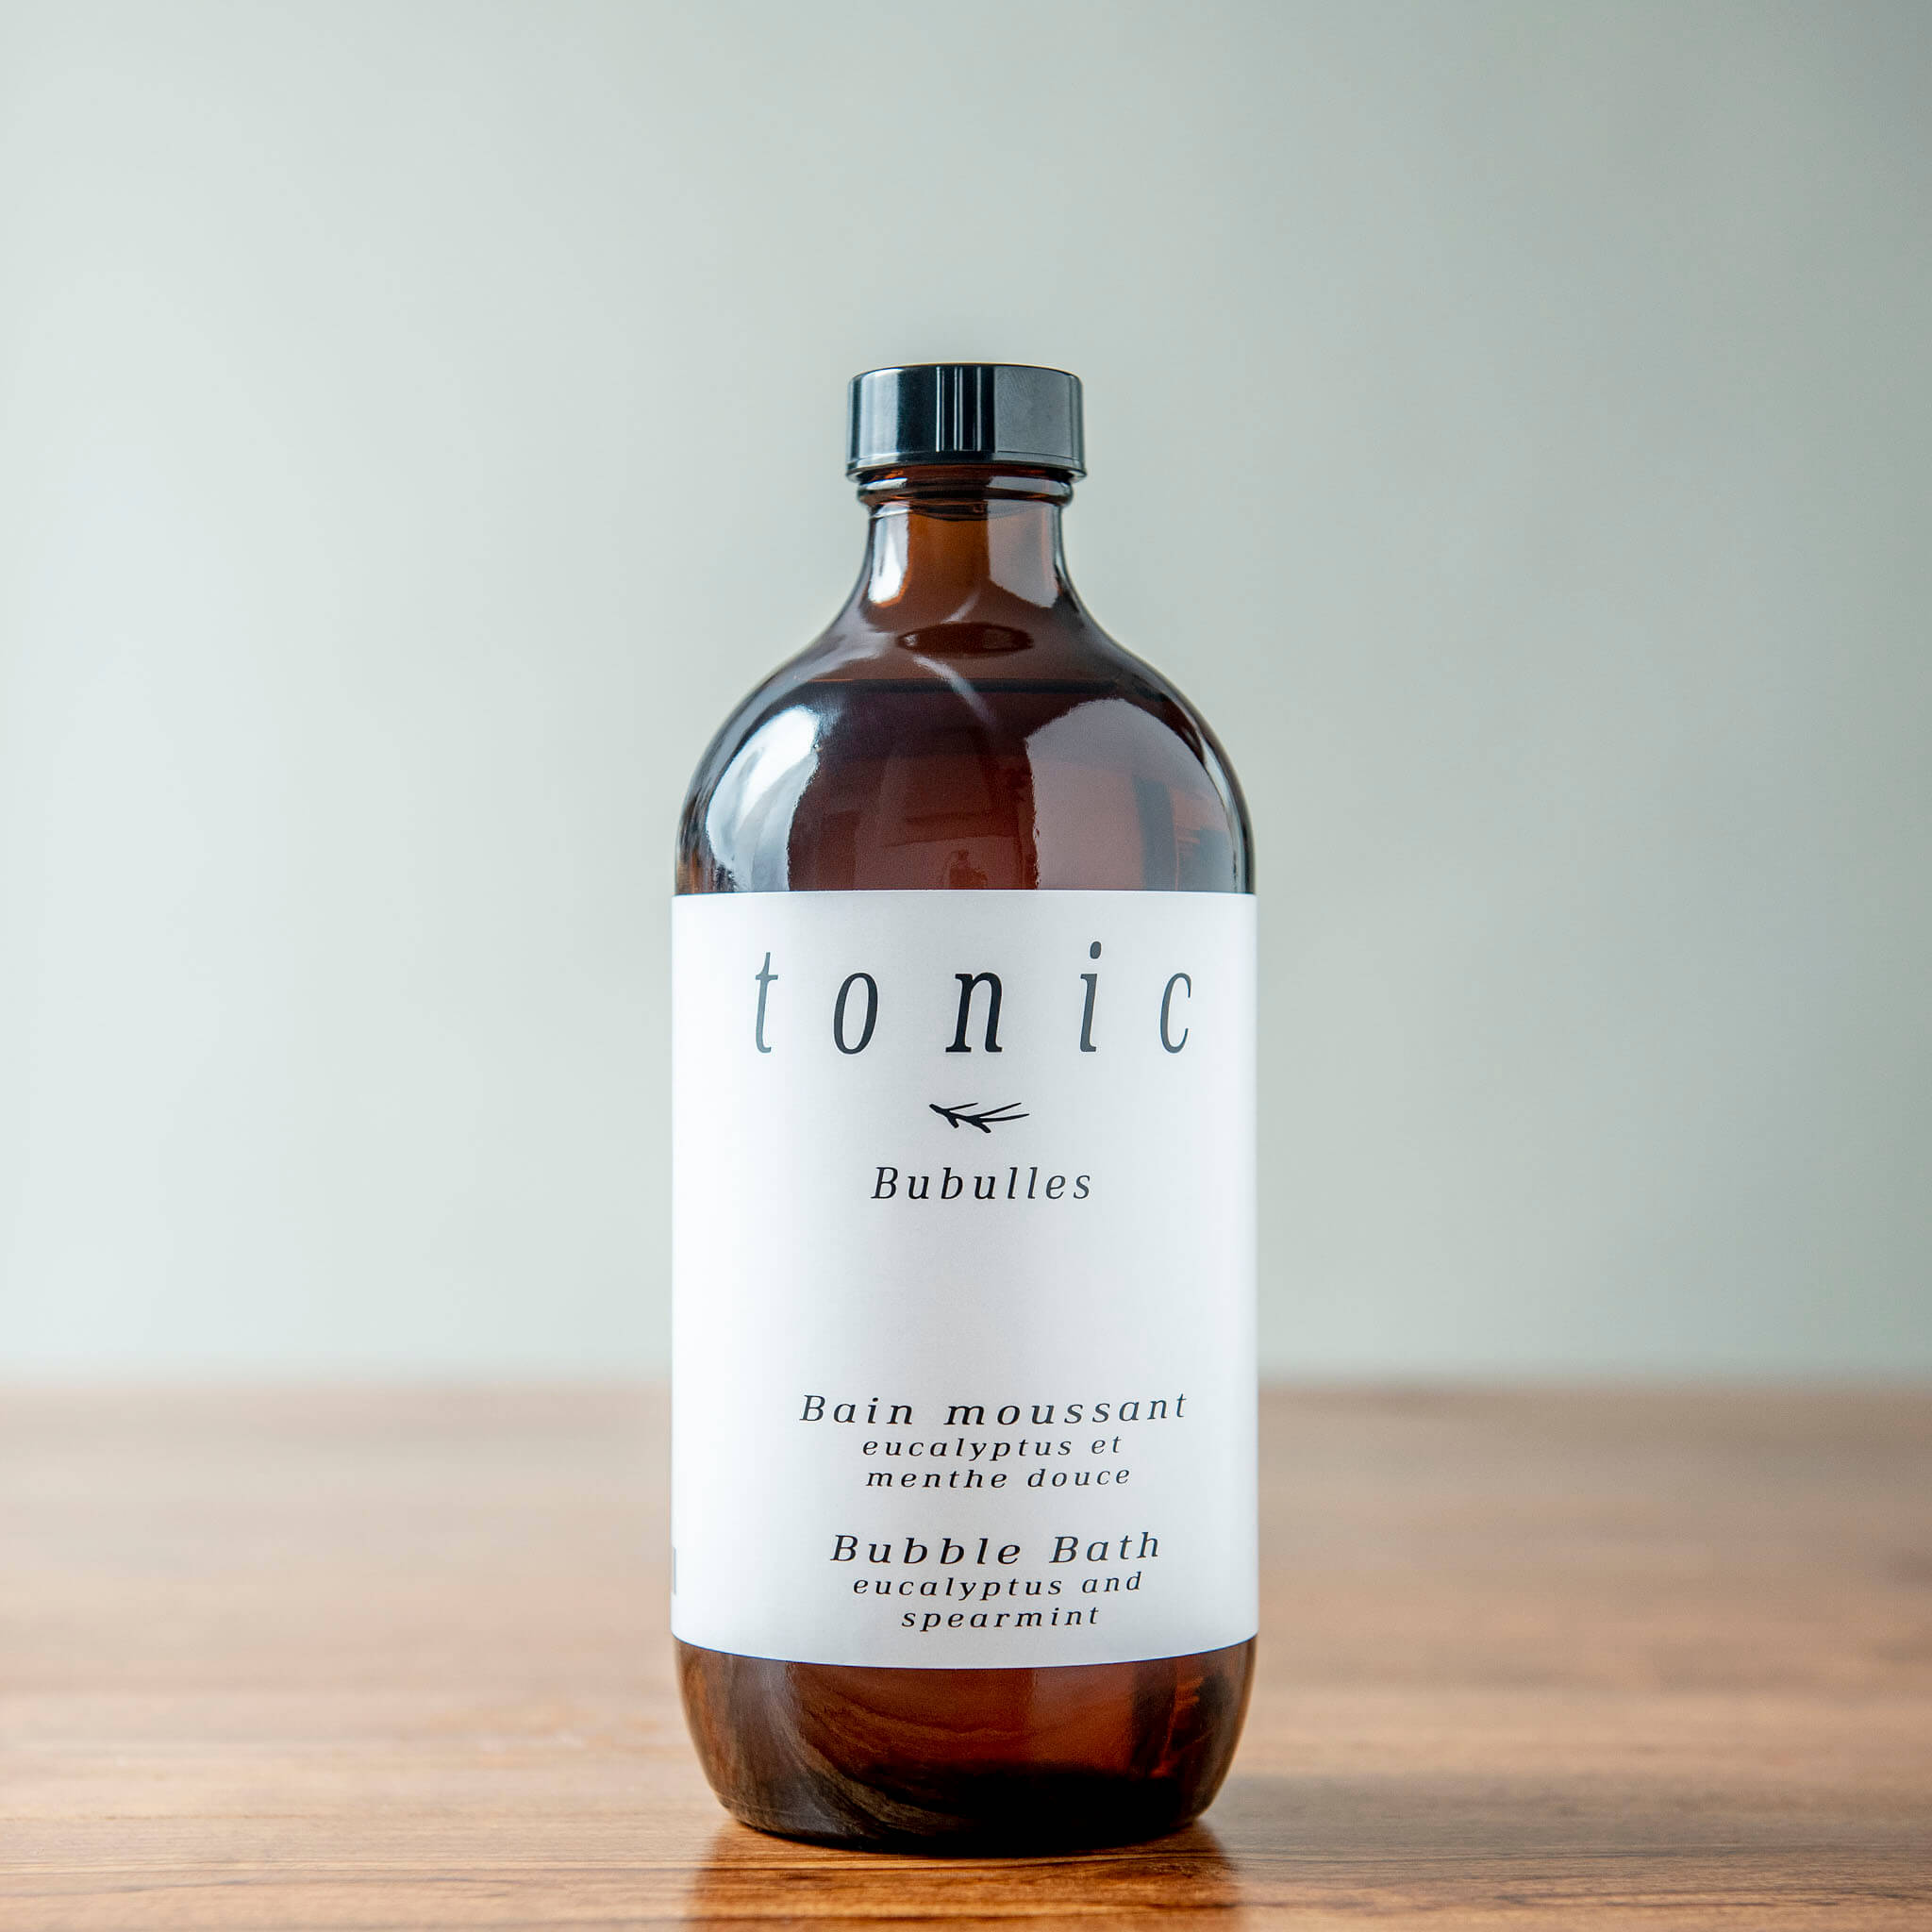 tonic
Bubulles
Bain moussant
eucalyptus et
menthe douce
Bubble Bath
eucalyptus and
spearmint